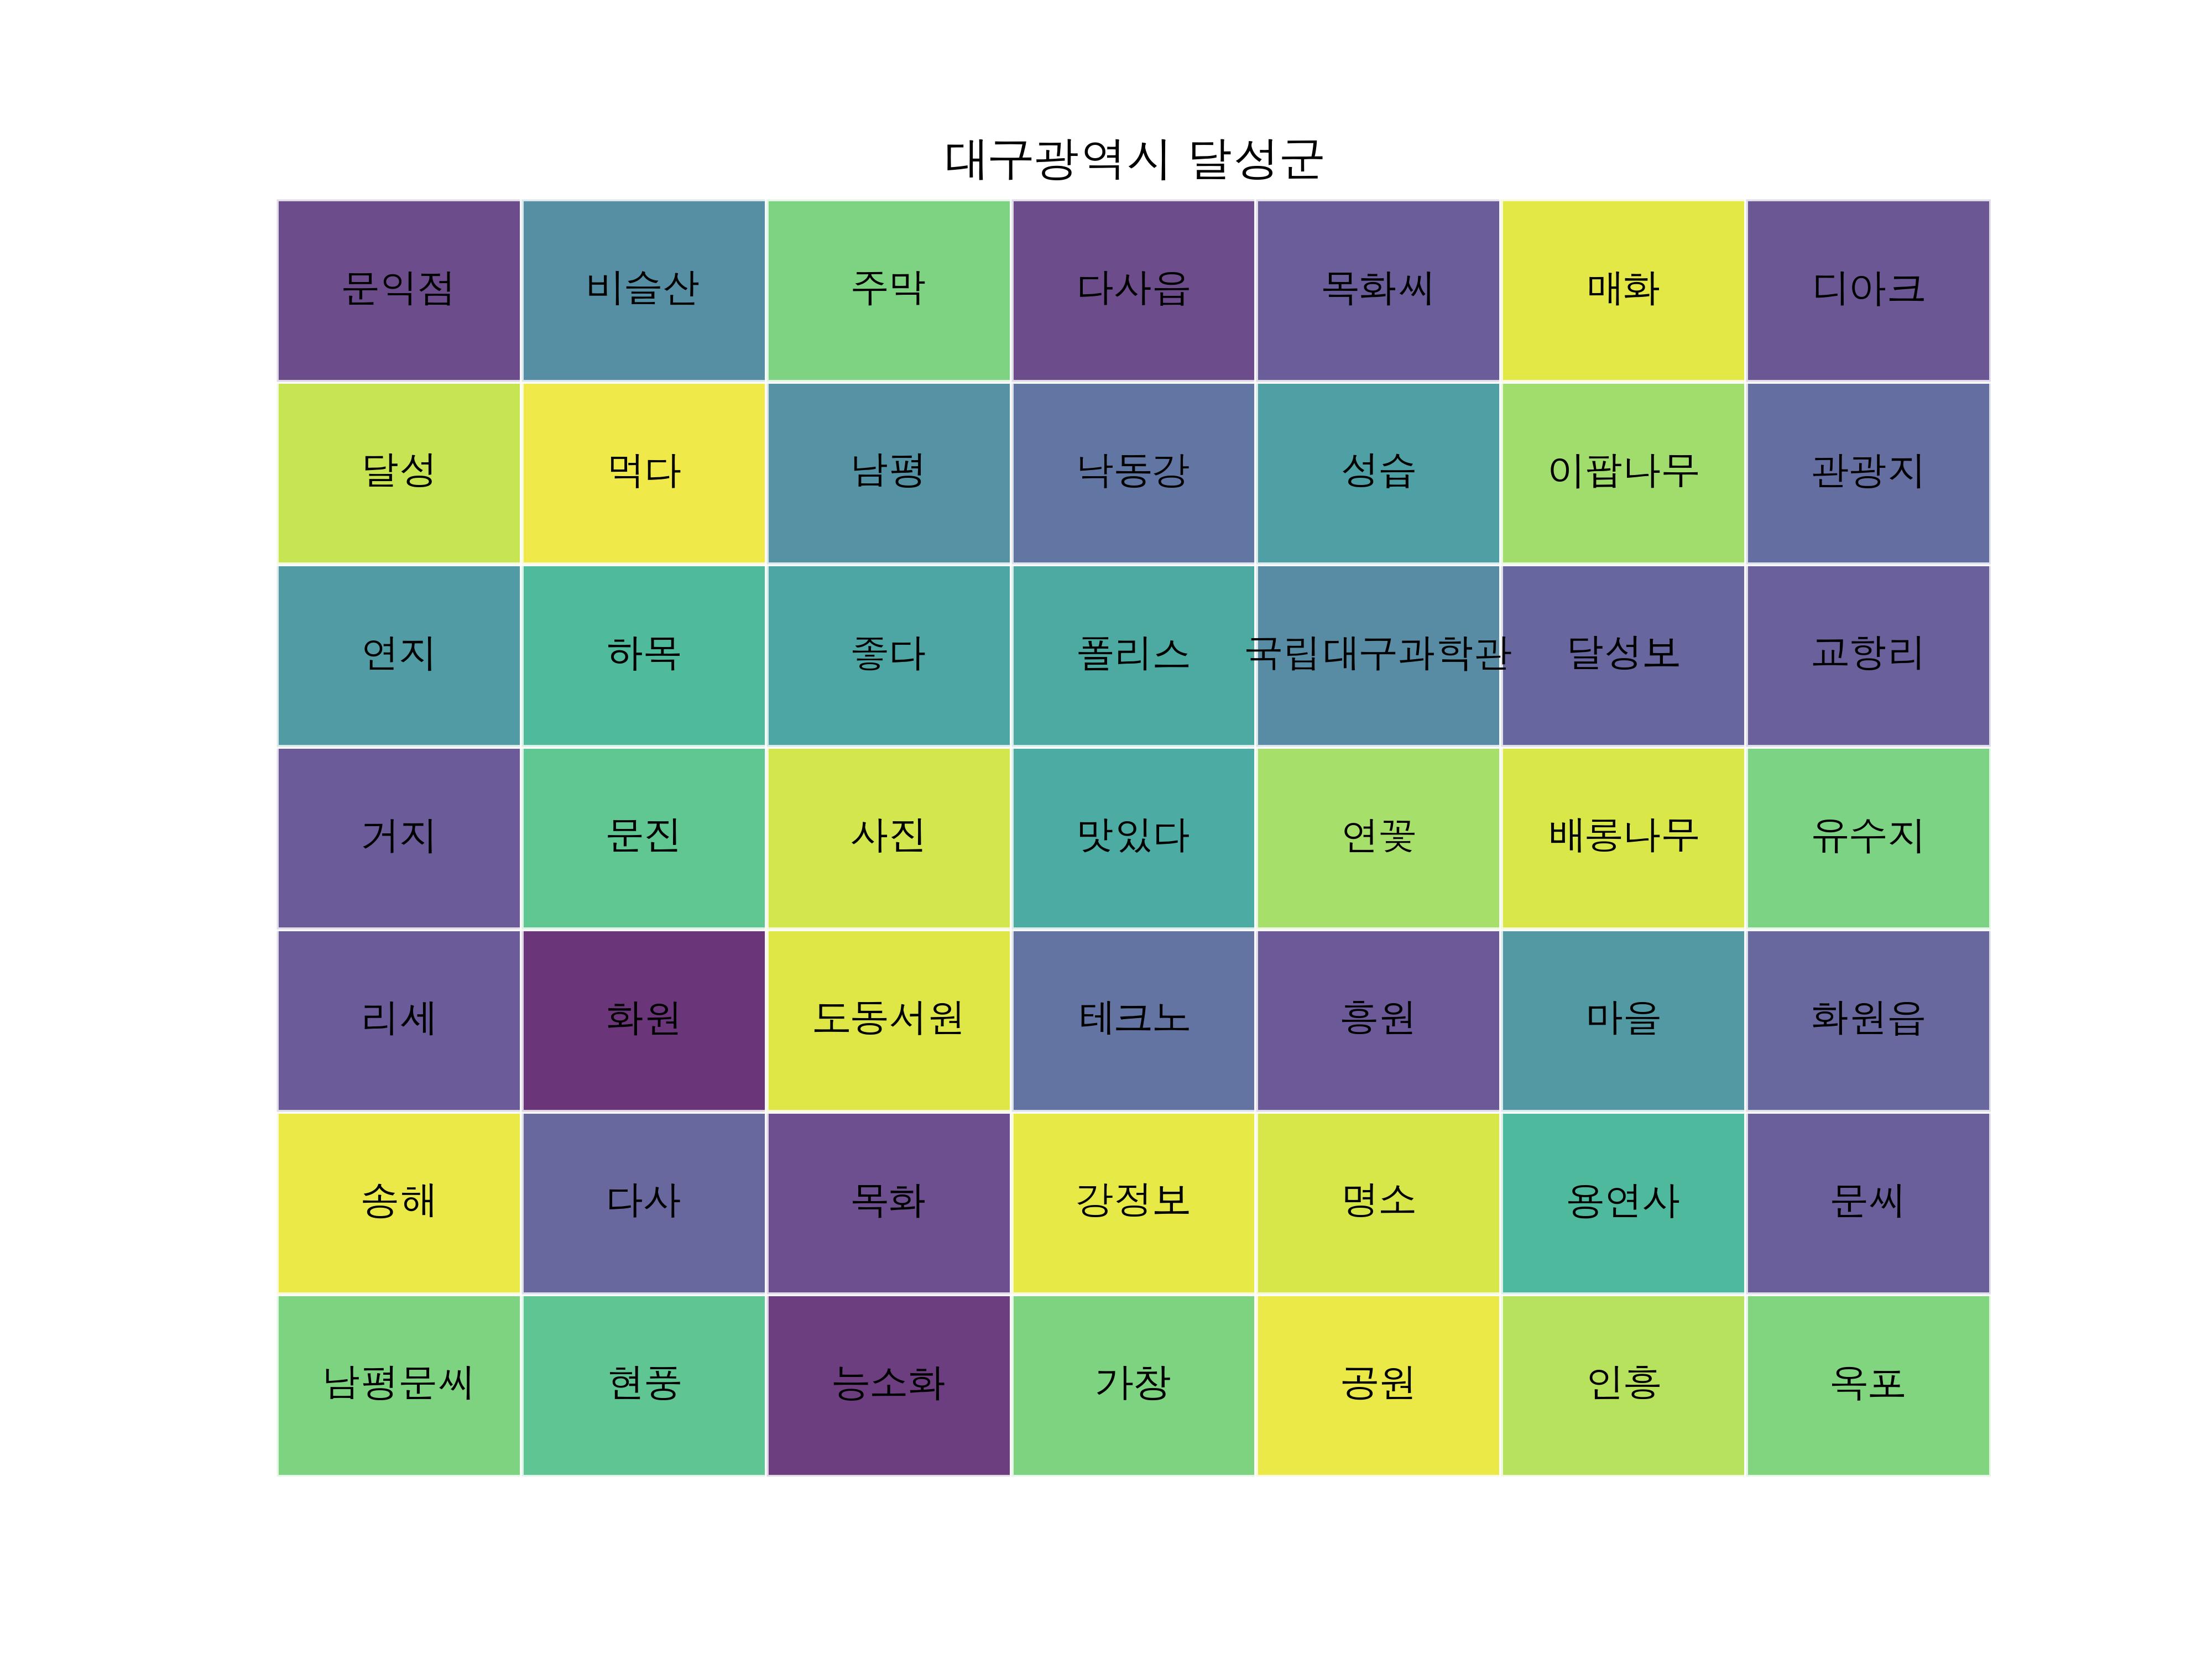 대구광역시 달성군
문익점 비슬산 주막 다사읍 목화씨 매화 디아크
달성 먹다 남평 낙동강 성습 이팝나무 관광지
연지 하목 좋다 폴리스 국립대구과학관 달성보 교항리
거지 문진 사진 맛있다 연꽃 배롱나무 유수지
리세 화원 도동서원 테크노 흥원 마을 화원읍
송해 다사 목화 강정보 명소 용연사 문씨
남평문씨 현풍 능소화 가창 공원 인흥 옥포